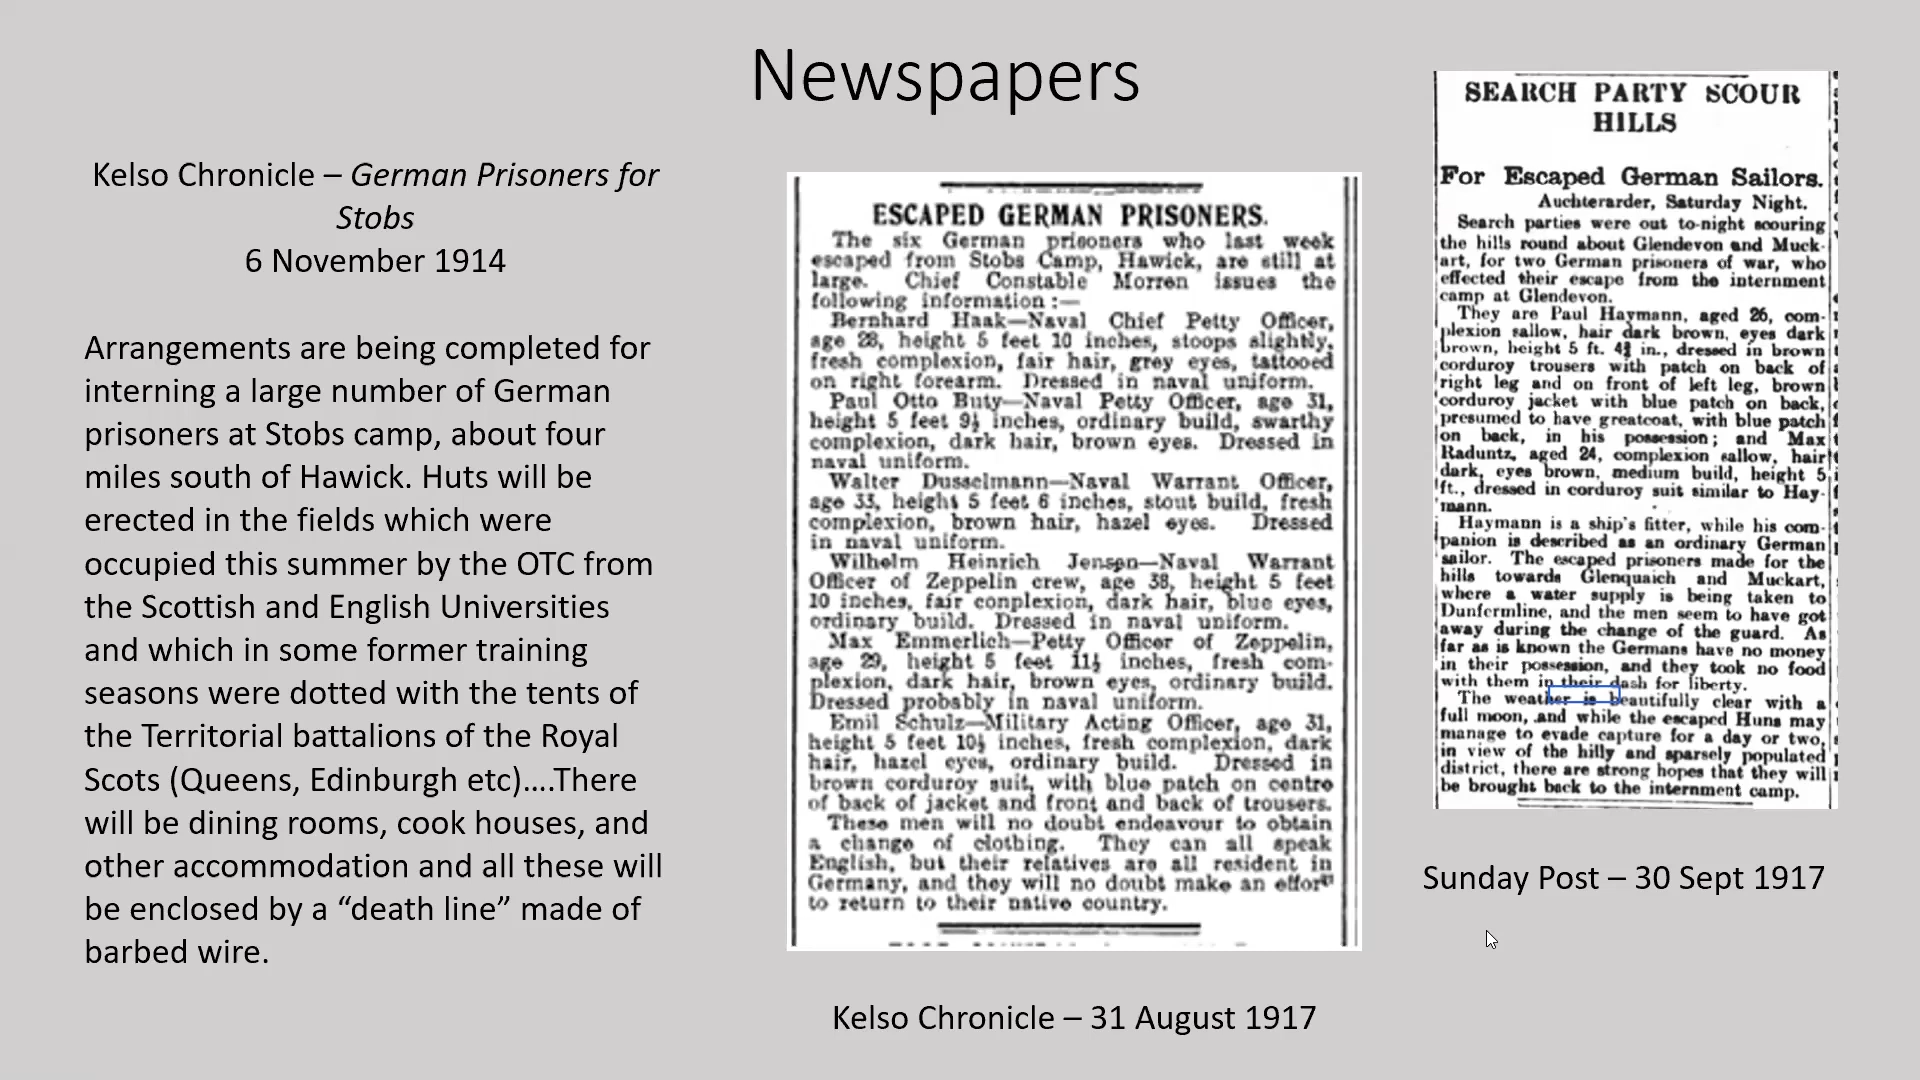 Newspapers
Kelso Chronicle – German Prisoners for
Stobs
6 November 1914
Arrangements are being completed for
interning a large number of German
prisoners at Stobs camp, about four
miles south of Hawick. Huts will be
erected in the fields which were
occupied this summer by the OTC from
the Scottish and English Universities
and which in some former training
seasons were dotted with the tents of
the Territorial battalions of the Royal
Scots (Queens, Edinburgh etc)….There
will be dining rooms, cook houses, and
other accommodation and all these will
be enclosed by a “death line” made of
barbed wire.
ESCAPED GERMAN PRISONERS.
The six German prisoners who last week
escaped from Stobs Camp, Hawick, are still at
large. Chief Constable Morren issues the
following information :—
Bernhard Haak—Naval Chief Petty Officer,
age 28, height 5 feet 10 inches, stoops slightly,
fresh complexion, fair hair, grey eyes, tattooed
on right forearm. Dressed in naval uniform.
Paul Otto Buty—Naval Petty Officer, age 31,
height 5 feet 9½ inches, ordinary build, swarthy
complexion, dark hair, brown eyes. Dressed in
naval uniform.
Walter Dusselmann—Naval Warrant Officer,
age 33, height 5 feet 6 inches, stout build, fresh
complexion, brown hair, hazel eyes. Dressed
in naval uniform.
Wilhelm Heinrich Jensen—Naval Warrant
Officer of Zeppelin crew, age 38, height 5 feet
10 inches, fair conplexion, dark hair, blue eyes,
ordinary build. Dressed in naval uniform.
Max Emmerlich—Petty Officer of Zeppelin,
age 29, height 5 feet 11½ inches, fresh com-
plexion, dark hair, brown eyes, ordinary build.
Dressed probably in naval uniform.
Emil Schulz—Military Acting Officer, age 31,
height 5 feet 10½ inches, fresh complexion, dark
hair, hazel eyes, ordinary build. Dressed in
brown corduroy suit, with blue patch on centre
of back of jacket and front and back of trousers.
These men will no doubt endeavour to obtain
a change of clothing. They can all speak
English, but their relatives are all resident in
Germany, and they will no doubt make an effort
to return to their native country.
Kelso Chronicle – 31 August 1917
SEARCH PARTY SCOUR
HILLS
For Escaped German Sailors.
Auchterarder, Saturday Night.
Search parties were out to-night scouring
the hills round about Glendevon and Muck-
art, for two German prisoners of war, who
effected their escape from the internment
camp at Glendevon.
They are Paul Haymann, aged 26, com-
plexion sallow, hair dark brown, eyes dark
brown, height 5 ft. in., dressed in brown
corduroy trousers with patch on back of
right leg and on front of left leg, brown
corduroy jacket with blue patch on back,
presumed to have greatcoat, with blue patch
on back, in his possession; and Max
Raduntz, aged 24, complexion sallow, hair
dark, eyes brown, medium build, height 5
ft., dressed in corduroy suit similar to Hay-
mann.
Haymann is a ship's fitter, while his com-
panion is described as an ordinary German
sailor. The escaped prisoners made for the
hills towards Glenquaich and Muckart,
where a water supply is being taken to
Dunfermline, and the men seem to have got
away during the change of the guard. As
far as is known the Germans have no money
in their possession, and they took no food
with them in their dash for liberty.
The weather is beautifully clear with a
full moon, and while the escaped Huns may
manage to evade capture for a day or two,
in view of the hilly and sparsely populated
district, there are strong hopes that they will
be brought back to the internment camp.
Sunday Post – 30 Sept 1917